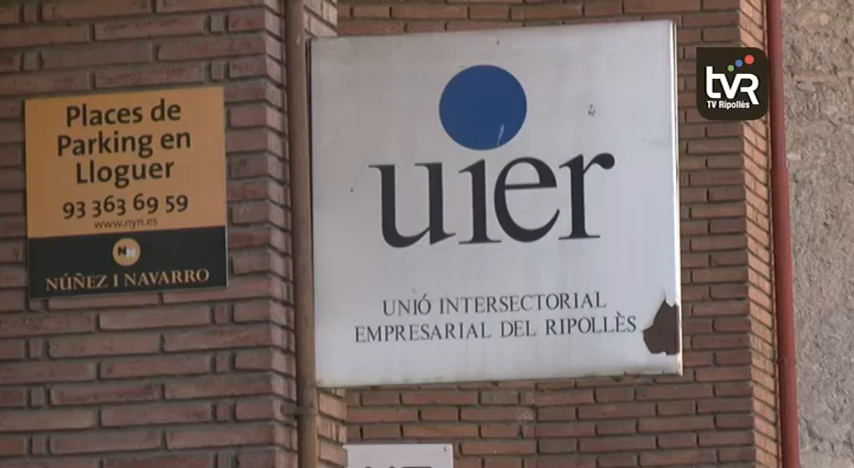 Places de
Parking en
Lloguer
93 363 69 59
www.nyn.es
NN
NÚÑEZ I NAVARRO
uier
UNIÓ INTERSECTORIAL
EMPRESARIAL DEL RIPOLLÈS
tvR
TV Ripollès